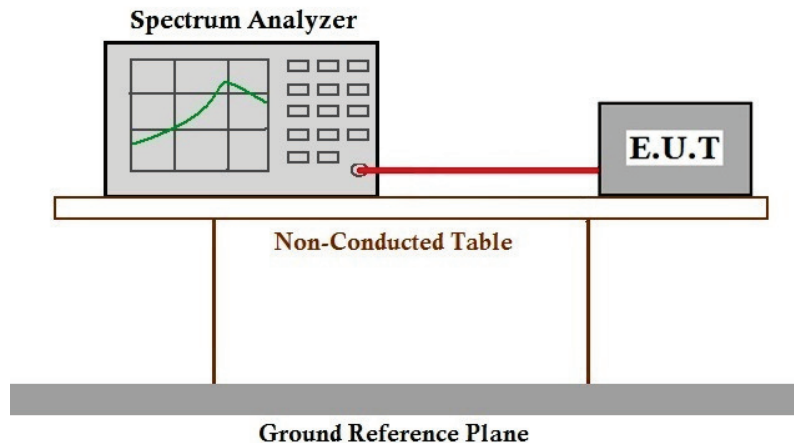 Spectrum Analyzer
E.U.T
Non-Conducted Table
Ground Reference Plane